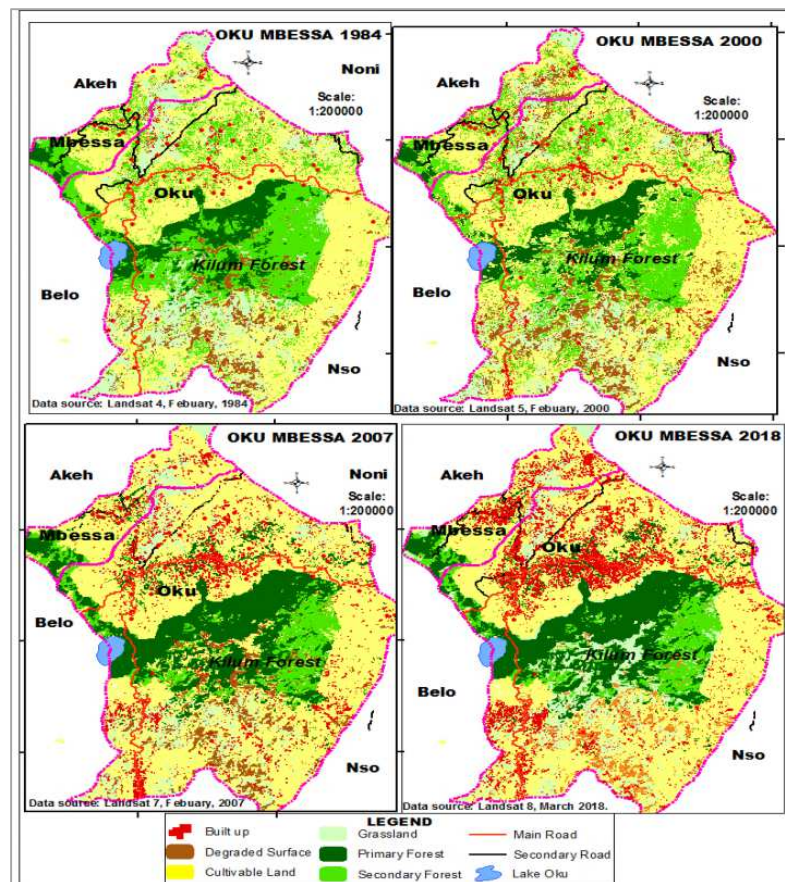 OKU MBESSA 1984
Akeh
Noni
Scale:
1:200000
Mbessa
Oku
Kilum Forest
Belo
Nso
Data source: Landsat 4, Febuary, 1984
OKU MBESSA 2000
Akeh
Scale:
1:200000
Mbessa
Oku
Kilum Forest
Belo
Nso
Data source: Landsat 5, Febuary, 2000
OKU MBESSA 2007
Akeh
Noni
Scale:
1:200000
Mbessa
Oku
Belo
Kilum Forest
Nso
Data source: Landsat 7, Febuary, 2007
OKU MBESSA 2018
Akeh
Scale:
1:200000
Mbessa
Oku
Kilum Forest
Belo
Nso
Data source: Landsat 8, March 2018.
LEGEND
Built up
Grassland
Main Road
Degraded Surface
Primary Forest
Secondary Road
Cultivable Land
Secondary Forest
Lake Oku